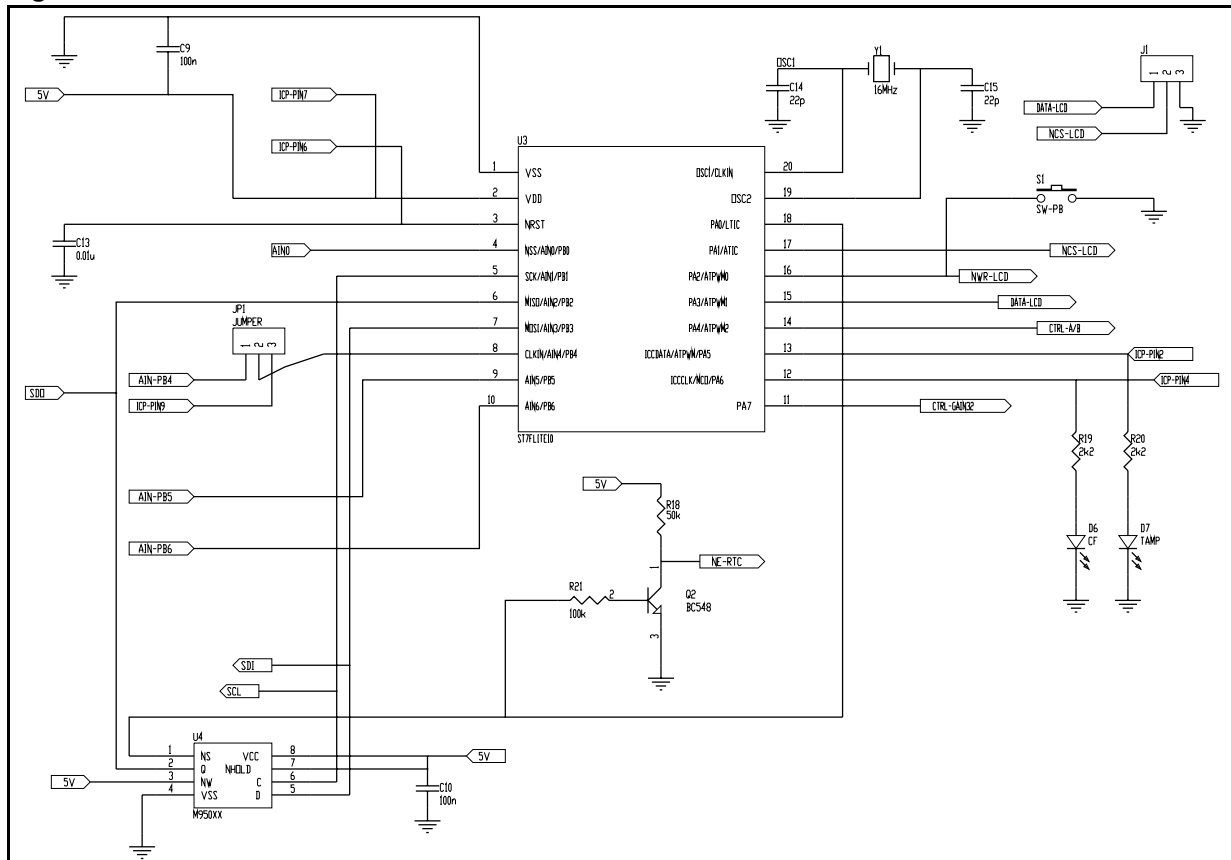 C9
100n
5V
ICP-PIN7
ICP-PIN6
C13
0.01u
AIN0
JP1
JUMPER
1 2 3
AIN-PB4
ICP-PIN9
SDO
AIN-PB5
AIN-PB6
U3
1 VSS
2 VDD
3 NRST
4 NSS/AIN0/PB0
5 SCK/AIN1/PB1
6 MISO/AIN2/PB2
7 MOSI/AIN3/PB3
8 CLKIN/AIN4/PB4
9 AIN5/PB5
10 AIN6/PB6
OSC1/CLKIN 20
OSC2 19
PA0/LTIC 18
PA1/ATIC 17
PA2/ATPWM0 16
PA3/ATPWM1 15
PA4/ATPWM2 14
ICCDATA/ATPWM/PA5 13
ICCCLK/NCO/PA6 12
PA7 11
ST7FLITE10
OSC1
C14
22p
Y1
16MHz
C15
22p
J1
1 2 3
DATA-LCD
NCS-LCD
S1
SW-PB
NCS-LCD
NWR-LCD
DATA-LCD
CTRL-A/B
ICP-PIN2
ICP-PIN4
CTRL-GAIN32
R19
2k2
R20
2k2
D6
CF
D7
TAMP
5V
R18
50k
1
NE-RTC
R21
100k
2
Q2
BC548
3
SDI
SCL
U4
1 NS VCC 8
2 Q NHOLD 7
3 NW C 6
4 VSS D 5
M950XX
5V
5V
C10
100n